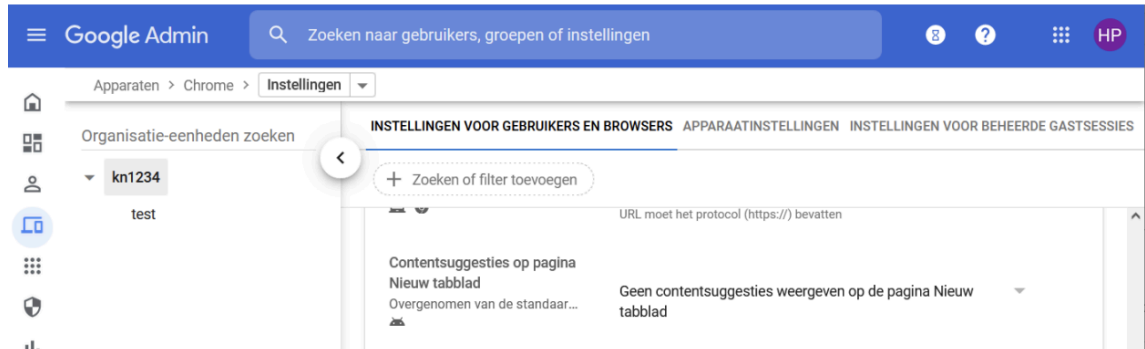 Google Admin
Zoeken naar gebruikers, groepen of instellingen
HP
Apparaten > Chrome > Instellingen
Organisatie-eenheden zoeken
kn1234
test
INSTELLINGEN VOOR GEBRUIKERS EN BROWSERS APPARAATINSTELLINGEN INSTELLINGEN VOOR BEHEERDE GASTSESSIES
+ Zoeken of filter toevoegen
URL moet het protocol (https://) bevatten
Contentsuggesties op pagina
Nieuw tabblad
Overgenomen van de standaar...
Geen contentsuggesties weergeven op de pagina Nieuw
tabblad